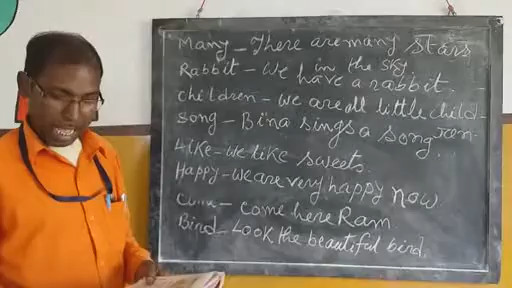 Many - There are many stars
in the sky
Rabbit - We have a rabbit.
Children - We are all little child-
ren.
Song - Bina sings a song
Like - We like sweets.
Happy - We are very happy now
Come - Come here Ram
Bird - Look the beautiful bird.